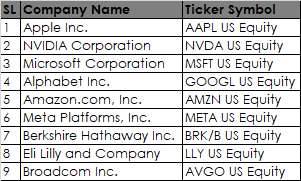 SL Company Name Ticker Symbol
1 Apple Inc. AAPL US Equity
2 NVIDIA Corporation NVDA US Equity
3 Microsoft Corporation MSFT US Equity
4 Alphabet Inc. GOOGL US Equity
5 Amazon.com, Inc. AMZN US Equity
6 Meta Platforms, Inc. META US Equity
7 Berkshire Hathaway Inc. BRK/B US Equity
8 Eli Lilly and Company LLY US Equity
9 Broadcom Inc. AVGO US Equity